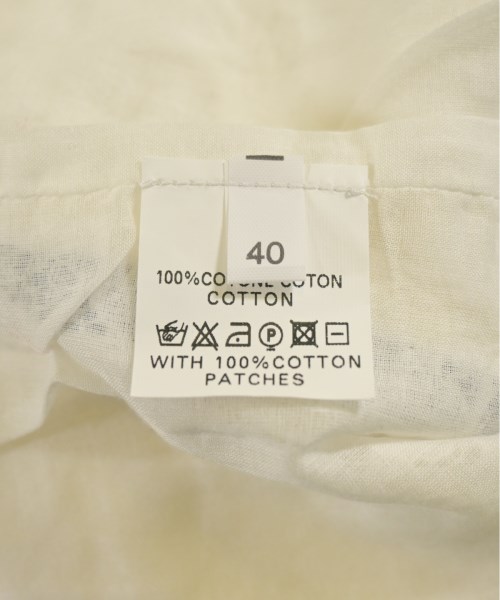 40
100%COTONE COTON
COTTON
P
WITH 100%COTTON
PATCHES